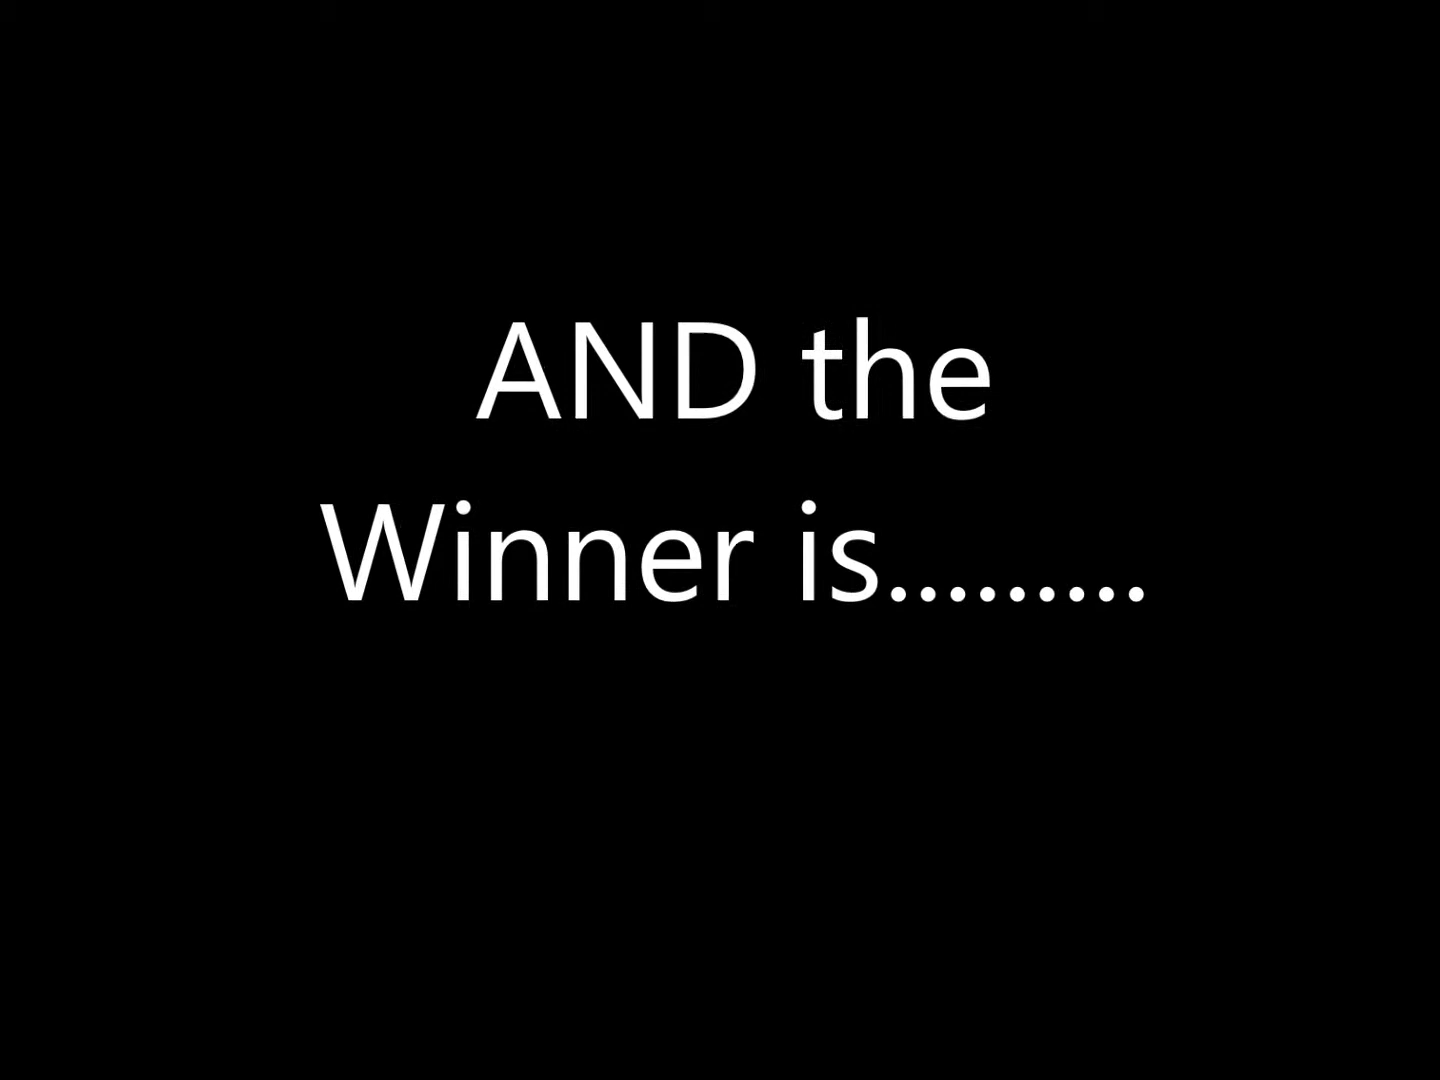 AND the
Winner is.........